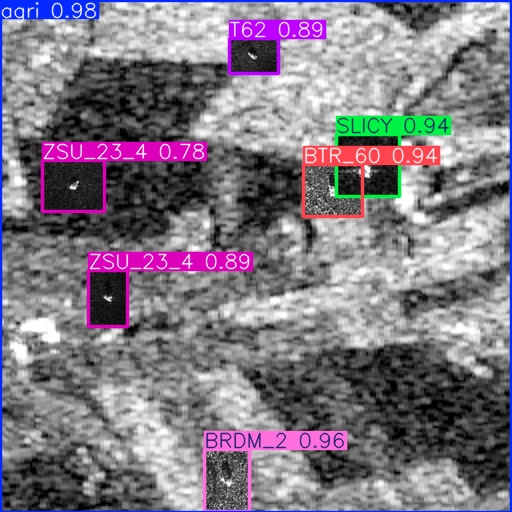 agri 0.98
T62 0.89
SLICY 0.94
ZSU_23_4 0.78
BTR_60 0.94
ZSU_23_4 0.89
BRDM_2 0.96